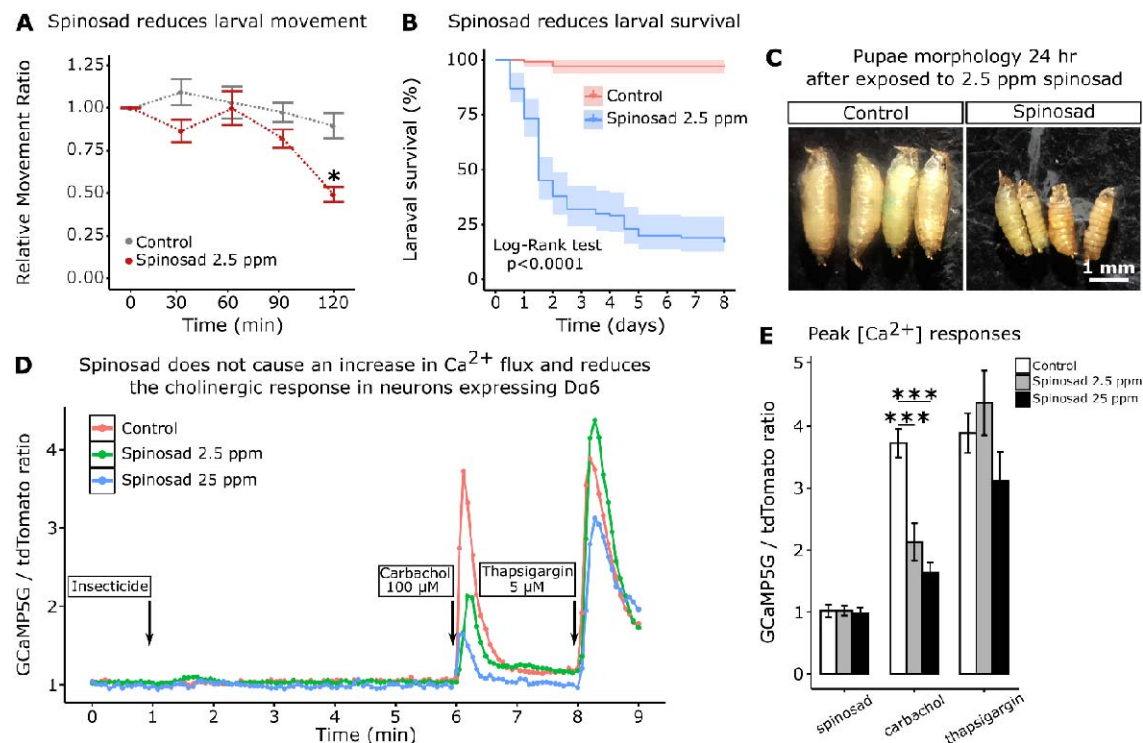 A Spinosad reduces larval movement
Relative Movement Ratio
1.25
1.00
0.75
0.50
0.25
0.00
*
Control
Spinosad 2.5 ppm
0 30 60 90 120
Time (min)
B Spinosad reduces larval survival
Laraval survival (%)
100
75
50
25
0
Control
Spinosad 2.5 ppm
Log-Rank test
p<0.0001
0 1 2 3 4 5 6 7 8
Time (days)
C Pupae morphology 24 hr
after exposed to 2.5 ppm spinosad
Control Spinosad
1 mm
D Spinosad does not cause an increase in Ca2+ flux and reduces
the cholinergic response in neurons expressing Dα6
GCaMP5G / tdTomato ratio
4
3
2
1
Control
Spinosad 2.5 ppm
Spinosad 25 ppm
Insecticide
Carbachol
100 µM
Thapsigargin
5 µM
0 1 2 3 4 5 6 7 8 9
Time (min)
E Peak [Ca2+] responses
GCaMP5G / tdTomato ratio
5
4
3
2
1
0
Control
Spinosad 2.5 ppm
Spinosad 25 ppm
***
***
spinosad carbachol thapsigargin